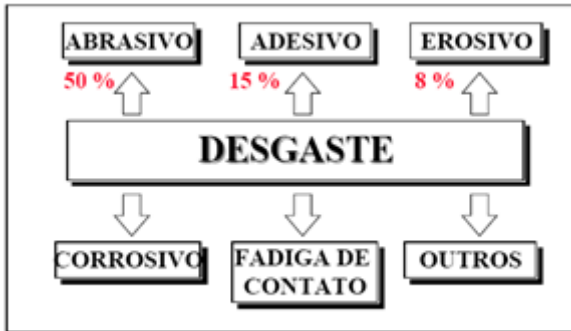 ABRASIVO
ADESIVO
EROSIVO
50 %
15 %
8 %
DESGASTE
CORROSIVO
FADIGA DE
CONTATO
OUTROS